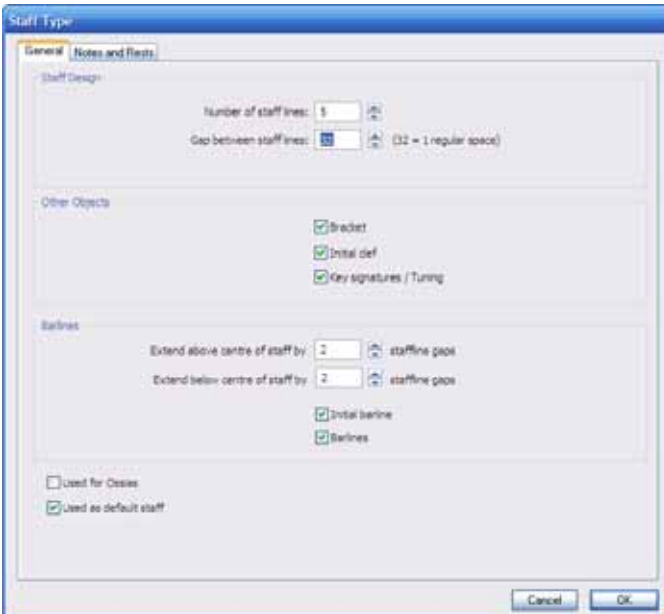 Staff Type
General Notes and Rests
Staff Design
Number of staff lines: 5
Gap between staff lines: 32 (32 = 1 regular space)
Other Objects
Bracket
Initial clef
Key signatures / Tuning
Barlines
Extend above centre of staff by 2 staffline gaps
Extend below centre of staff by 2 staffline gaps
Initial barline
Barlines
Used for Ossias
Used as default staff
Cancel OK